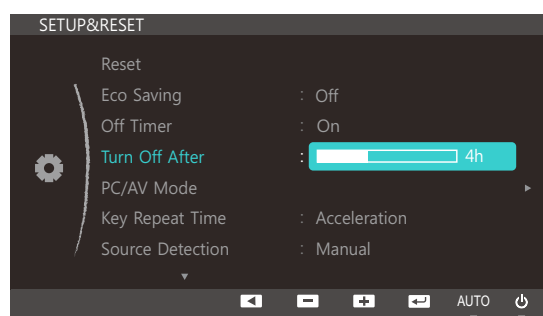 SETUP&RESET
Reset
Eco Saving : Off
Off Timer : On
Turn Off After : 4h
PC/AV Mode
Key Repeat Time : Acceleration
Source Detection : Manual
AUTO